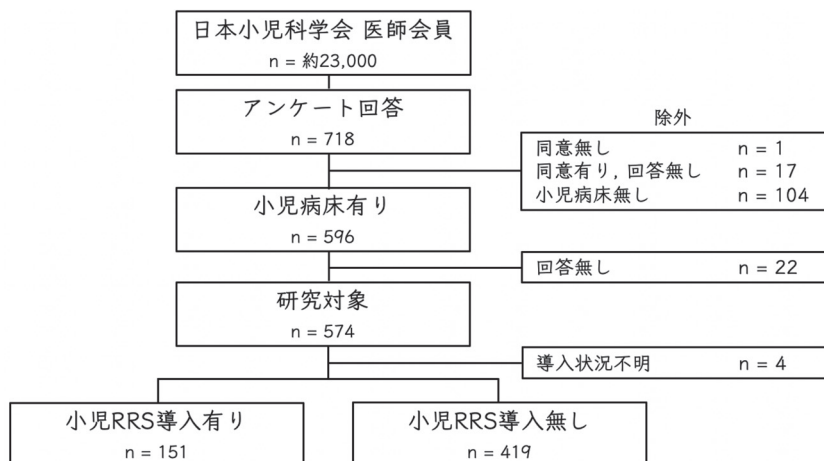 日本小児科学会 医師会員
n = 約23,000
アンケート回答
n = 718
除外
同意無し n = 1
同意有り, 回答無し n = 17
小児病床無し n = 104
小児病床有り
n = 596
回答無し n = 22
研究対象
n = 574
導入状況不明 n = 4
小児RRS導入有り
n = 151
小児RRS導入無し
n = 419